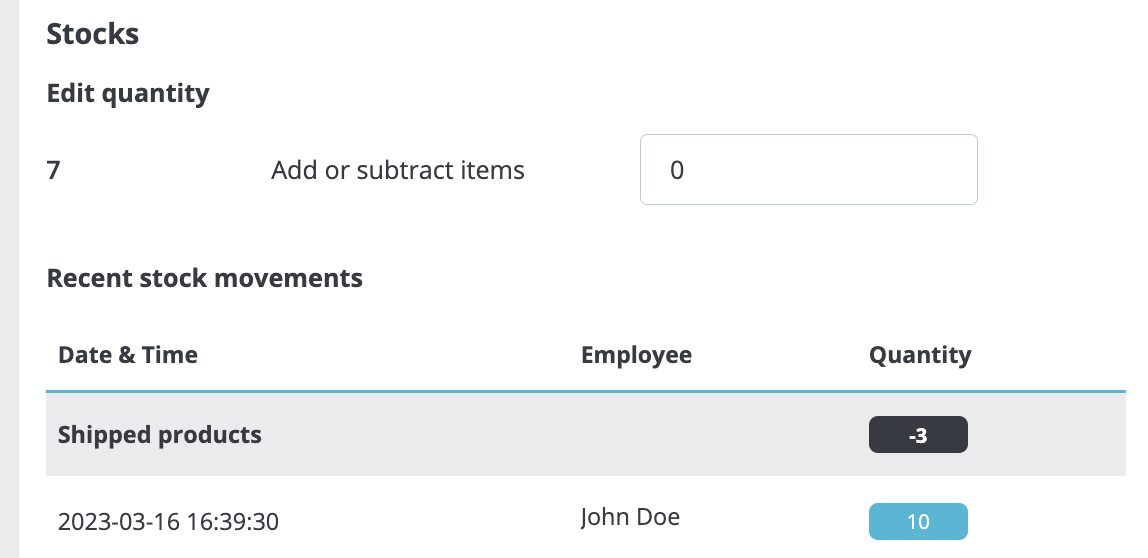 Stocks
Edit quantity
7 Add or subtract items 0
Recent stock movements
Date & Time Employee Quantity
Shipped products -3
2023-03-16 16:39:30 John Doe 10